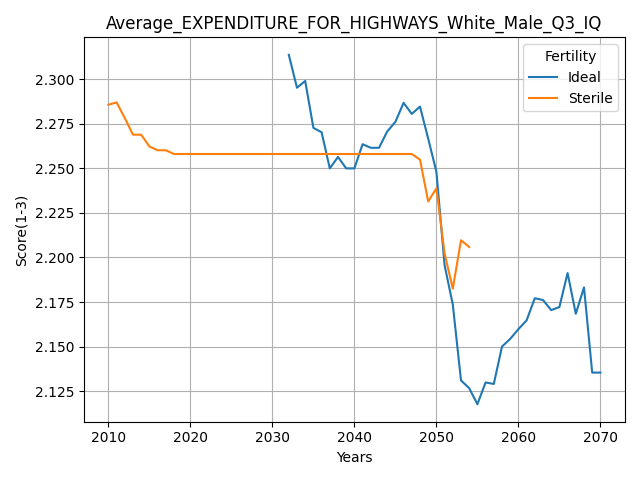 Average_EXPENDITURE_FOR_HIGHWAYS_White_Male_Q3_IQ
Fertility
Ideal
Sterile
Score(1-3)
2.300
2.275
2.250
2.225
2.200
2.175
2.150
2.125
2010 2020 2030 2040 2050 2060 2070
Years